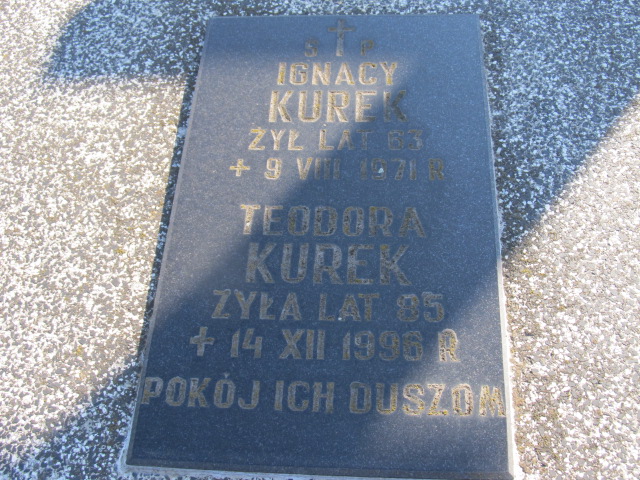 Ś † P
IGNACY
KUREK
ŻYŁ LAT 63
+ 9 VIII 1971 R
TEODORA
KUREK
ŻYŁA LAT 85
+ 14 XII 1996 R
POKÓJ ICH DUSZOM